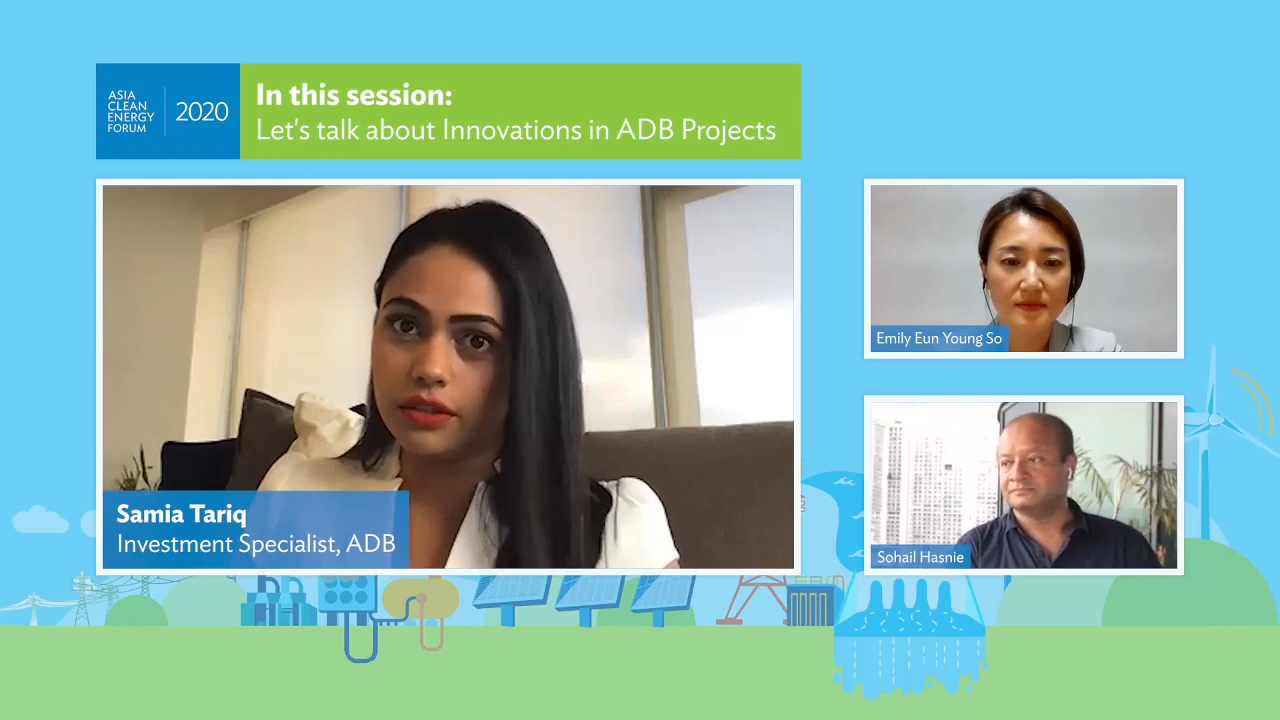 ASIA
CLEAN
ENERGY
FORUM
2020
In this session:
Let's talk about Innovations in ADB Projects
Samia Tariq
Investment Specialist, ADB
Emily Eun Young So
Sohail Hasnie